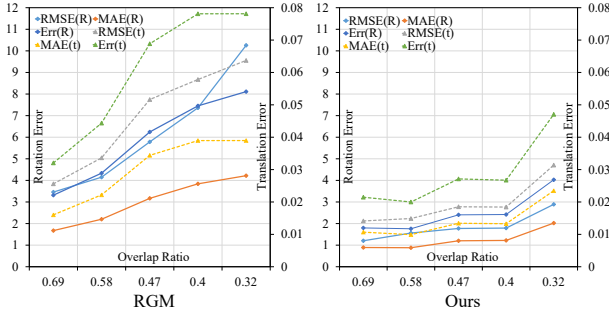 12
11
10
9
8
7
6
5
4
3
2
1
0
RMSE(R) MAE(R)
Err(R) RMSE(t)
MAE(t) Err(t)
Rotation Error
Translation Error
0.08
0.07
0.06
0.05
0.04
0.03
0.02
0.01
0
Overlap Ratio
0.69 0.58 0.47 0.4 0.32
RGM
12
11
10
9
8
7
6
5
4
3
2
1
0
RMSE(R) MAE(R)
Err(R) RMSE(t)
MAE(t) Err(t)
Rotation Error
Translation Error
0.08
0.07
0.06
0.05
0.04
0.03
0.02
0.01
0
Overlap Ratio
0.69 0.58 0.47 0.4 0.32
Ours